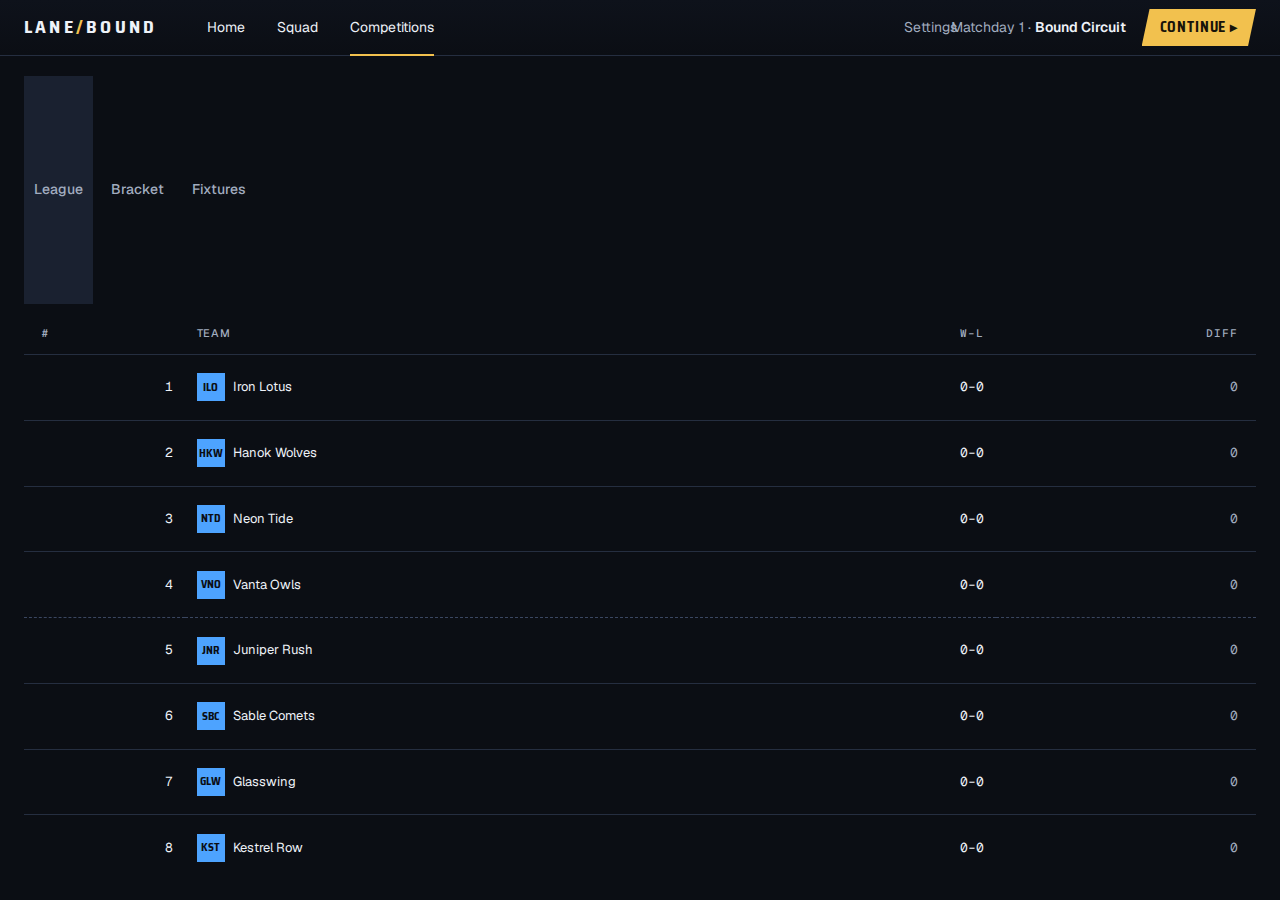 LANE/BOUND Home Squad Competitions Settings Matchday 1 · Bound Circuit CONTINUE ▸
League Bracket Fixtures
# TEAM W-L DIFF
1 ILO Iron Lotus 0-0 0
2 HKW Hanok Wolves 0-0 0
3 NTD Neon Tide 0-0 0
4 VNO Vanta Owls 0-0 0
5 JNR Juniper Rush 0-0 0
6 SBC Sable Comets 0-0 0
7 GLW Glasswing 0-0 0
8 KST Kestrel Row 0-0 0